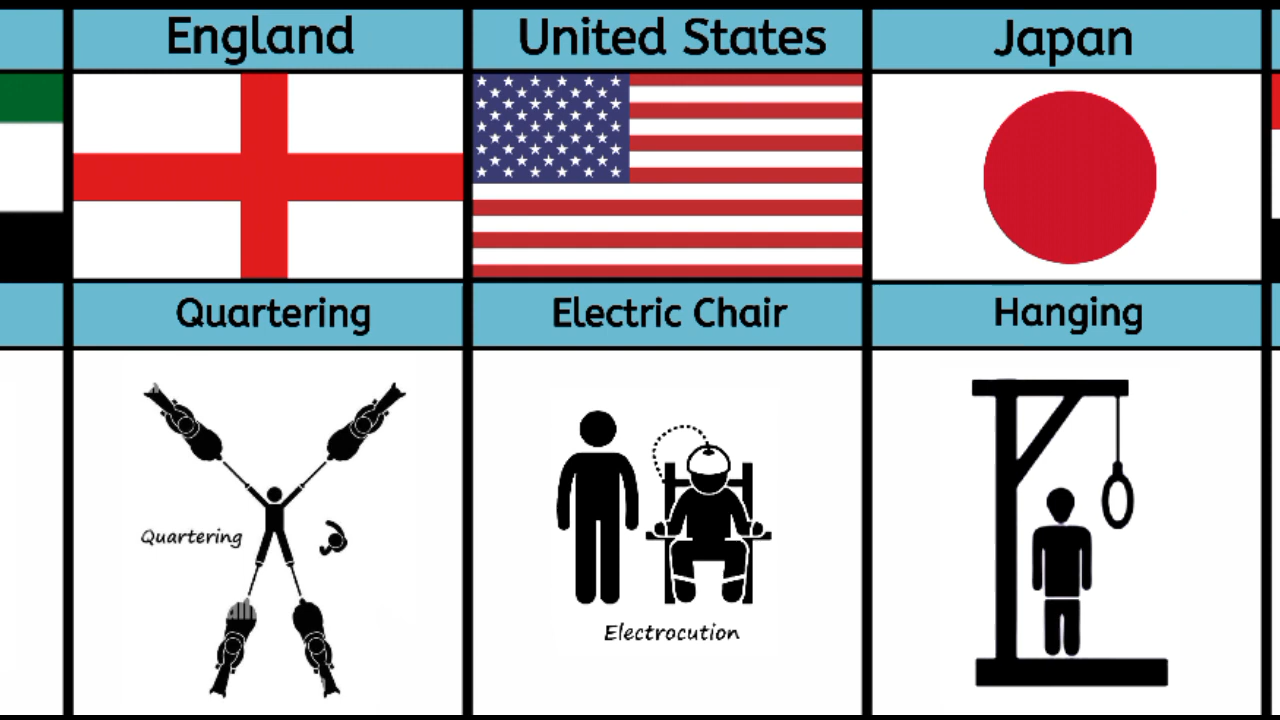 England
United States
Japan
Quartering
Electric Chair
Hanging
Quartering
Electrocution